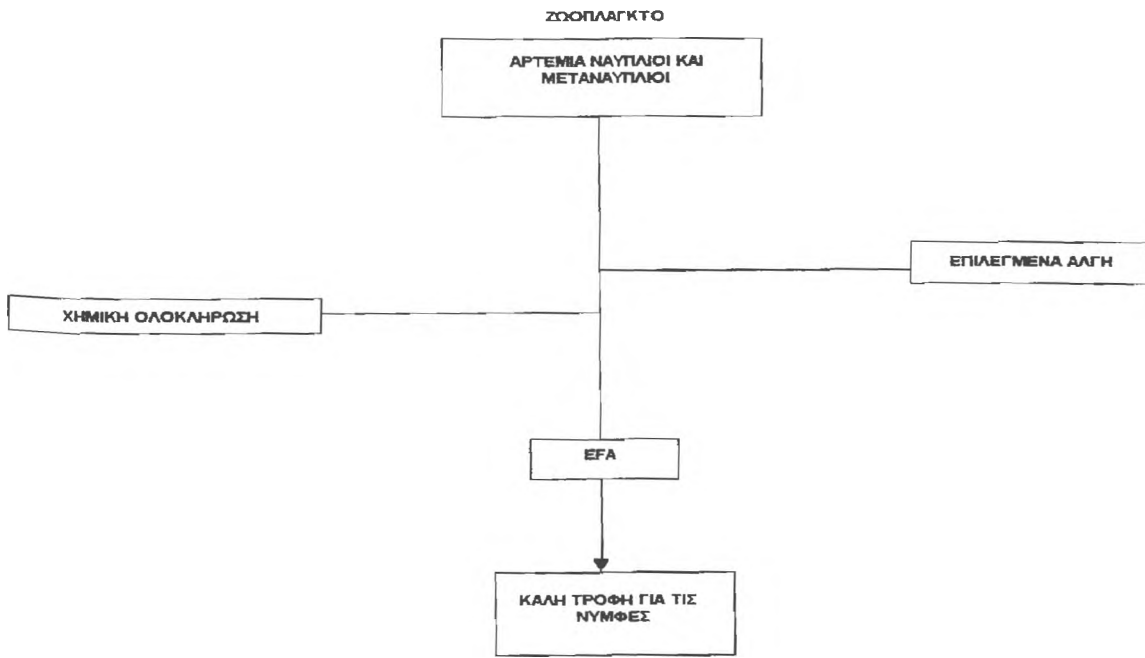 ΖΩΟΠΛΑΓΚΤΟ
ΑΡΤΕΜΙΑ ΝΑΥΠΛΙΟΙ ΚΑΙ
ΜΕΤΑΝΑΥΠΛΙΟΙ
ΕΠΙΛΕΓΜΕΝΑ ΑΛΓΗ
ΧΗΜΙΚΗ ΟΛΟΚΛΗΡΩΣΗ
EFA
ΚΑΛΗ ΤΡΟΦΗ ΓΙΑ ΤΙΣ
ΝΥΜΦΕΣ